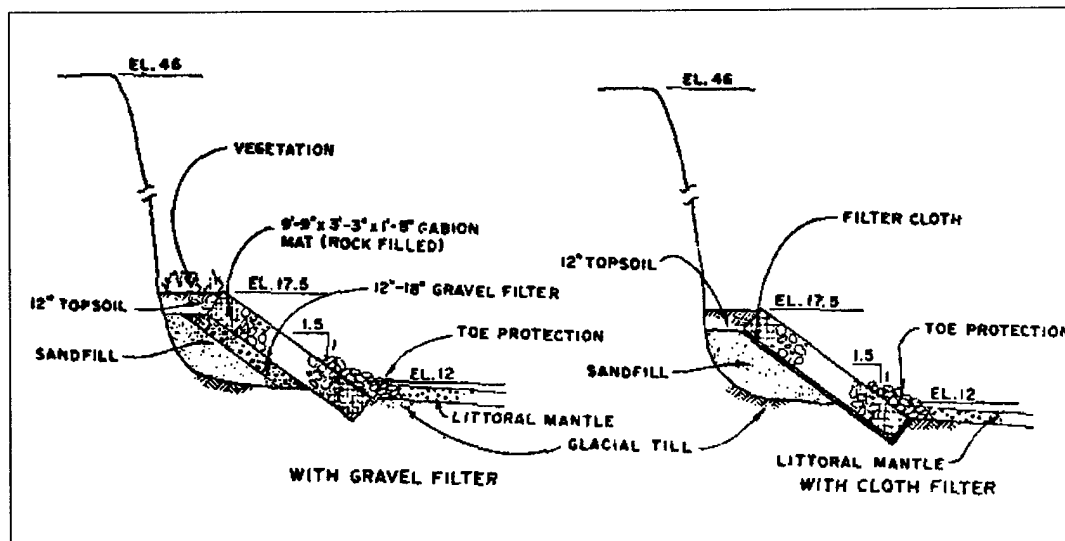 EL. 46
VEGETATION
9'-9" x 3'-3" x 1'-8" GABION
MAT (ROCK FILLED)
EL. 17.5
12" TOPSOIL
12"-18" GRAVEL FILTER
1.5
1
TOE PROTECTION
SANDFILL
EL. 12
LITTORAL MANTLE
GLACIAL TILL
WITH GRAVEL FILTER
EL. 46
FILTER CLOTH
12" TOPSOIL
EL. 17.5
TOE PROTECTION
1.5
1
SANDFILL
EL. 12
LITTORAL MANTLE
WITH CLOTH FILTER